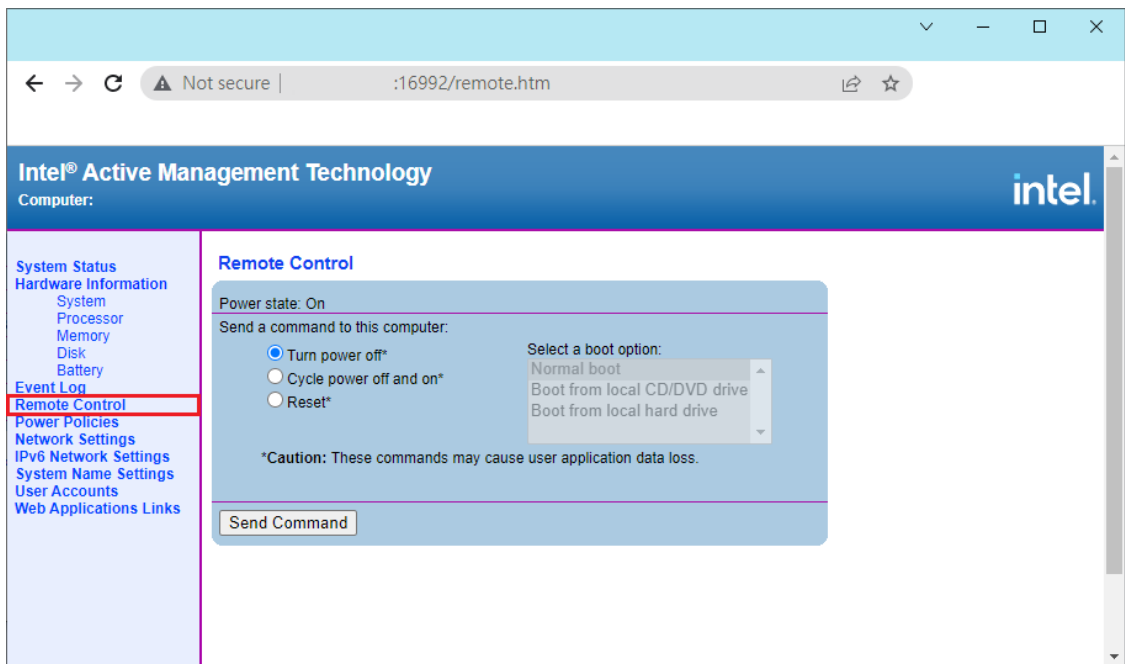 Not secure | :16992/remote.htm
Intel® Active Management Technology
Computer:
intel.
System Status
Hardware Information
System
Processor
Memory
Disk
Battery
Event Log
Remote Control
Power Policies
Network Settings
IPv6 Network Settings
System Name Settings
User Accounts
Web Applications Links
Remote Control
Power state: On
Send a command to this computer:
Turn power off*
Cycle power off and on*
Reset*
Select a boot option:
Normal boot
Boot from local CD/DVD drive
Boot from local hard drive
*Caution: These commands may cause user application data loss.
Send Command